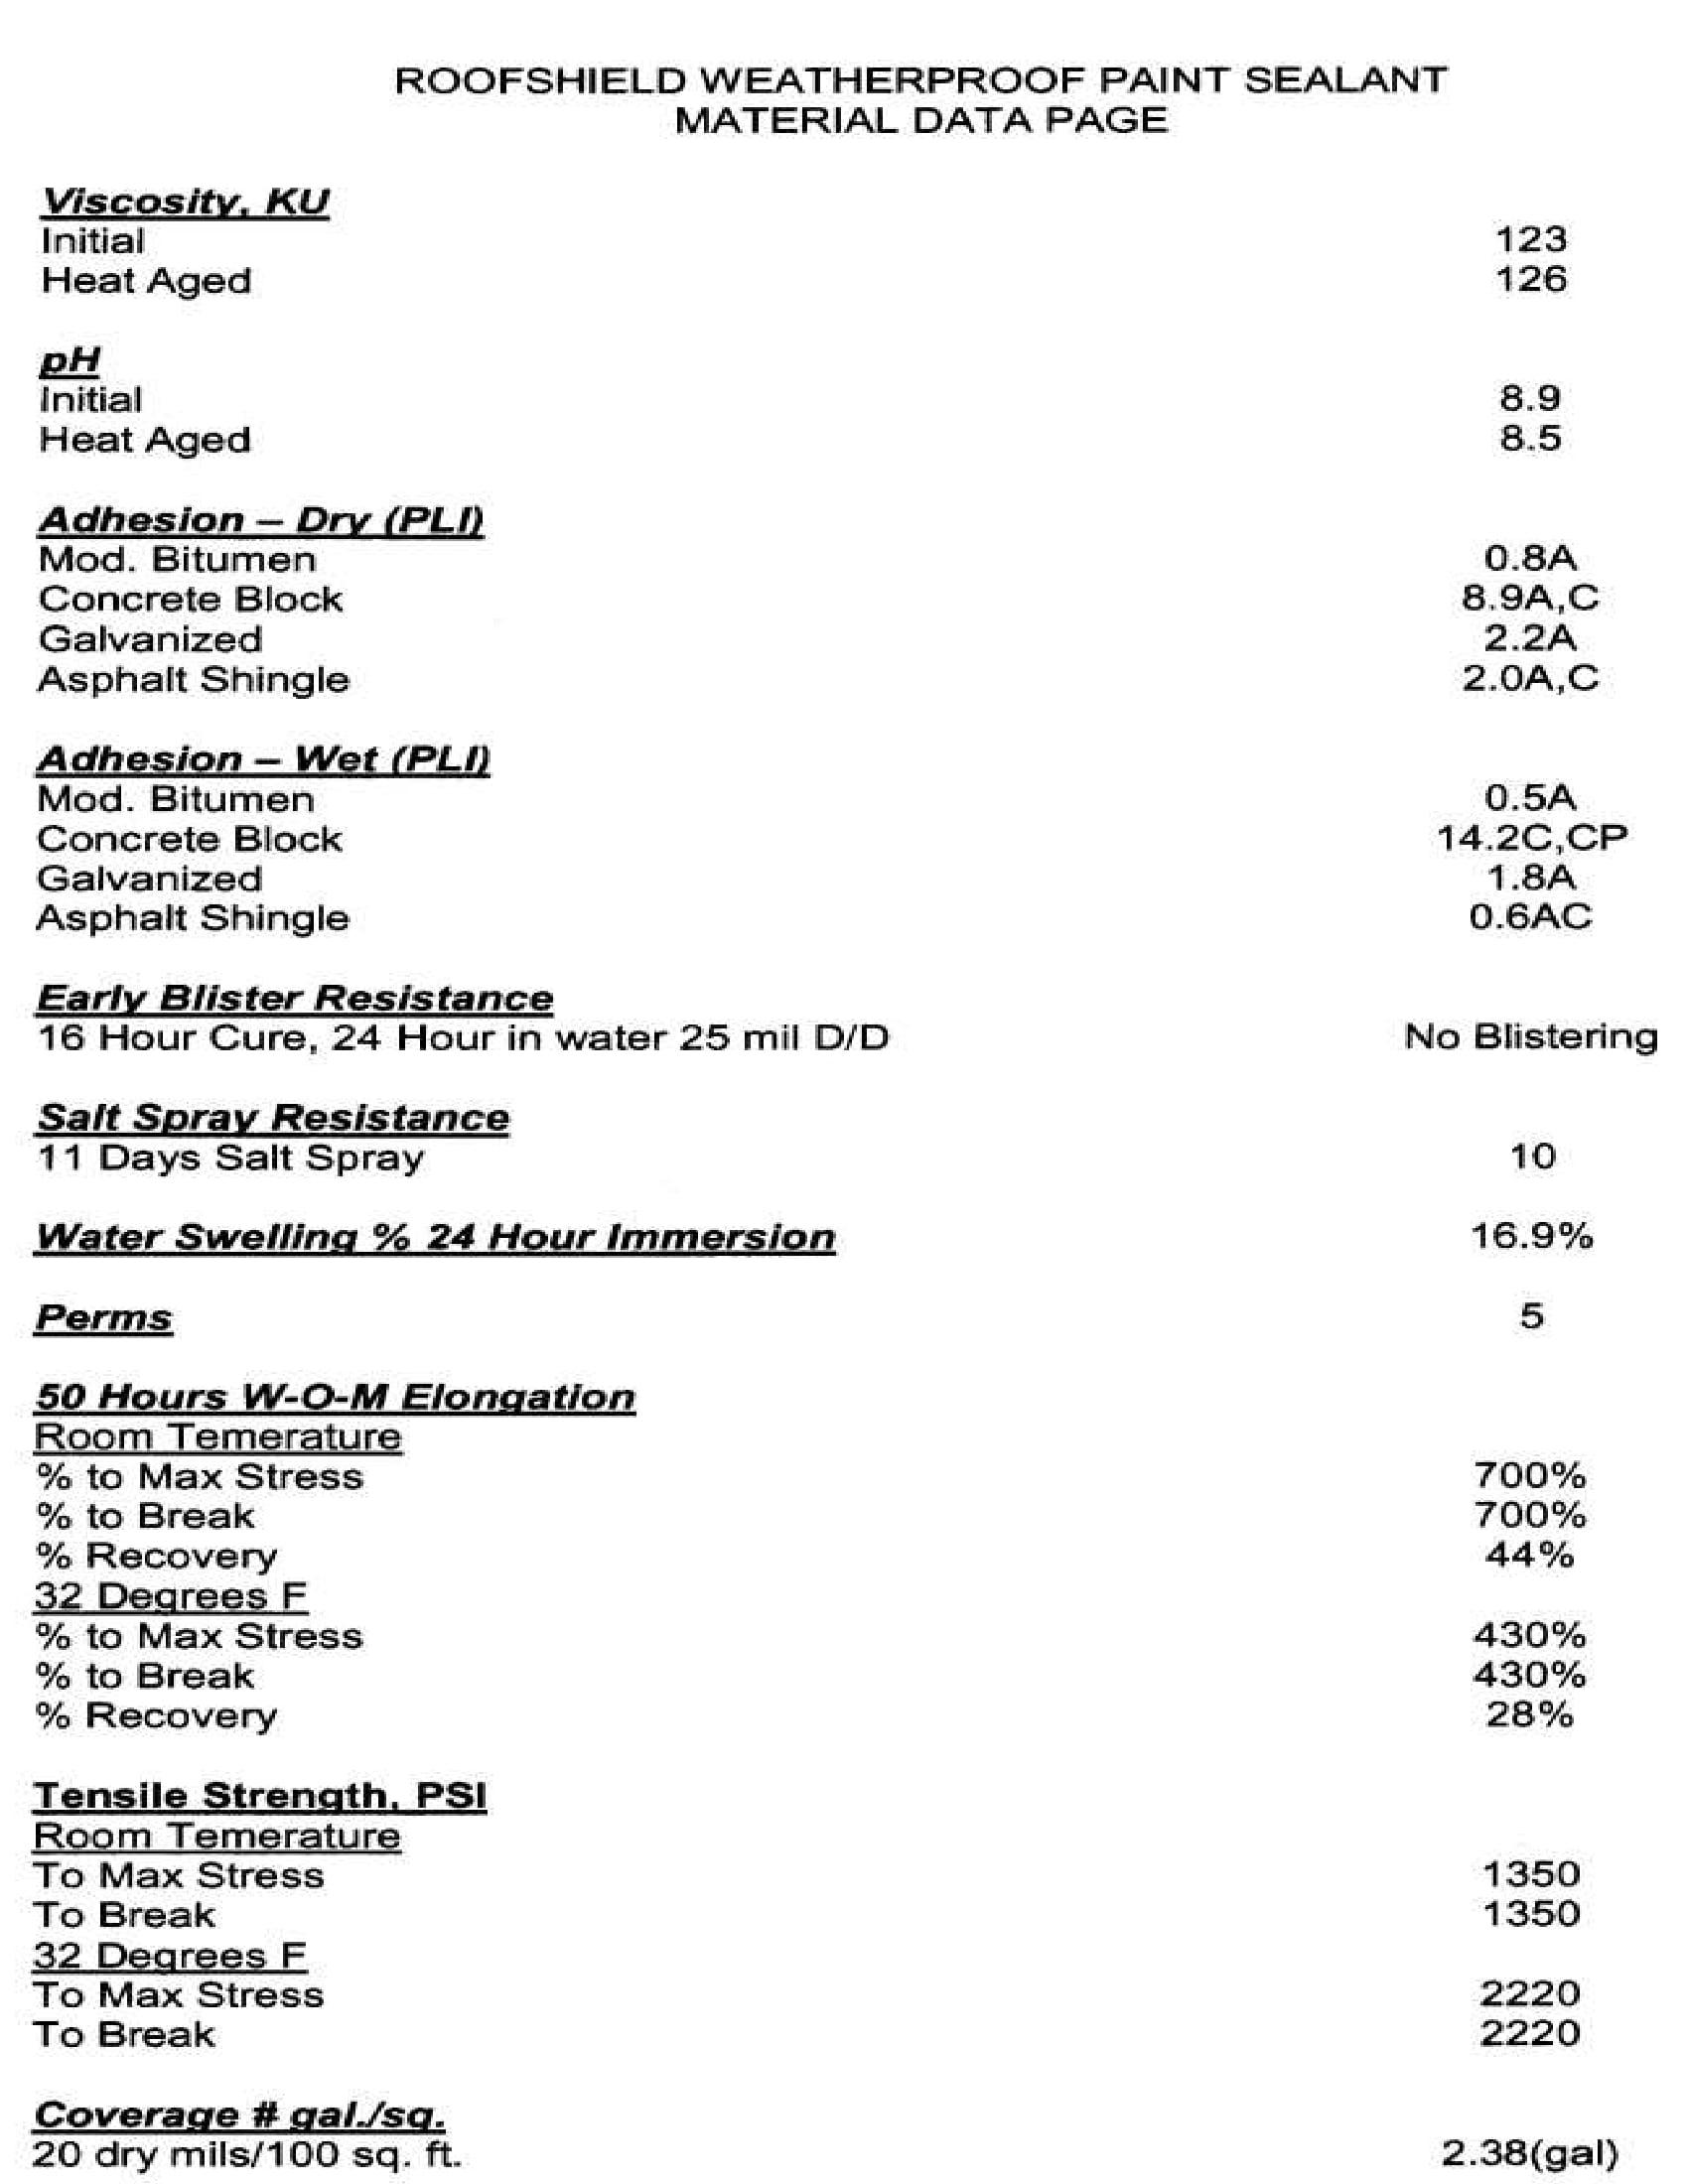 ROOFSHIELD WEATHERPROOF PAINT SEALANT
MATERIAL DATA PAGE
Viscosity, KU
Initial 123
Heat Aged 126
pH
Initial 8.9
Heat Aged 8.5
Adhesion – Dry (PLI)
Mod. Bitumen 0.8A
Concrete Block 8.9A,C
Galvanized 2.2A
Asphalt Shingle 2.0A,C
Adhesion – Wet (PLI)
Mod. Bitumen 0.5A
Concrete Block 14.2C,CP
Galvanized 1.8A
Asphalt Shingle 0.6AC
Early Blister Resistance
16 Hour Cure, 24 Hour in water 25 mil D/D No Blistering
Salt Spray Resistance
11 Days Salt Spray 10
Water Swelling % 24 Hour Immersion 16.9%
Perms 5
50 Hours W-O-M Elongation
Room Temerature
% to Max Stress 700%
% to Break 700%
% Recovery 44%
32 Degrees F
% to Max Stress 430%
% to Break 430%
% Recovery 28%
Tensile Strength, PSI
Room Temerature
To Max Stress 1350
To Break 1350
32 Degrees F
To Max Stress 2220
To Break 2220
Coverage # gal./sq.
20 dry mils/100 sq. ft. 2.38(gal)